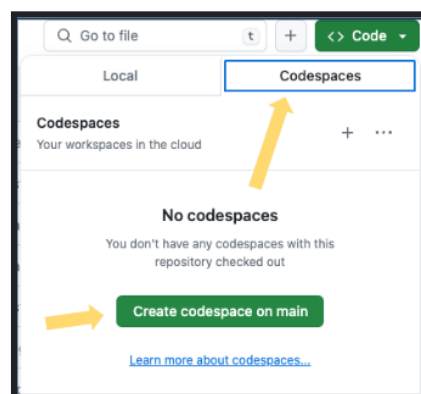 Go to file
t
+
<> Code
Local
Codespaces
Codespaces
Your workspaces in the cloud
+ ...
No codespaces
You don't have any codespaces with this
repository checked out
Create codespace on main
Learn more about codespaces...